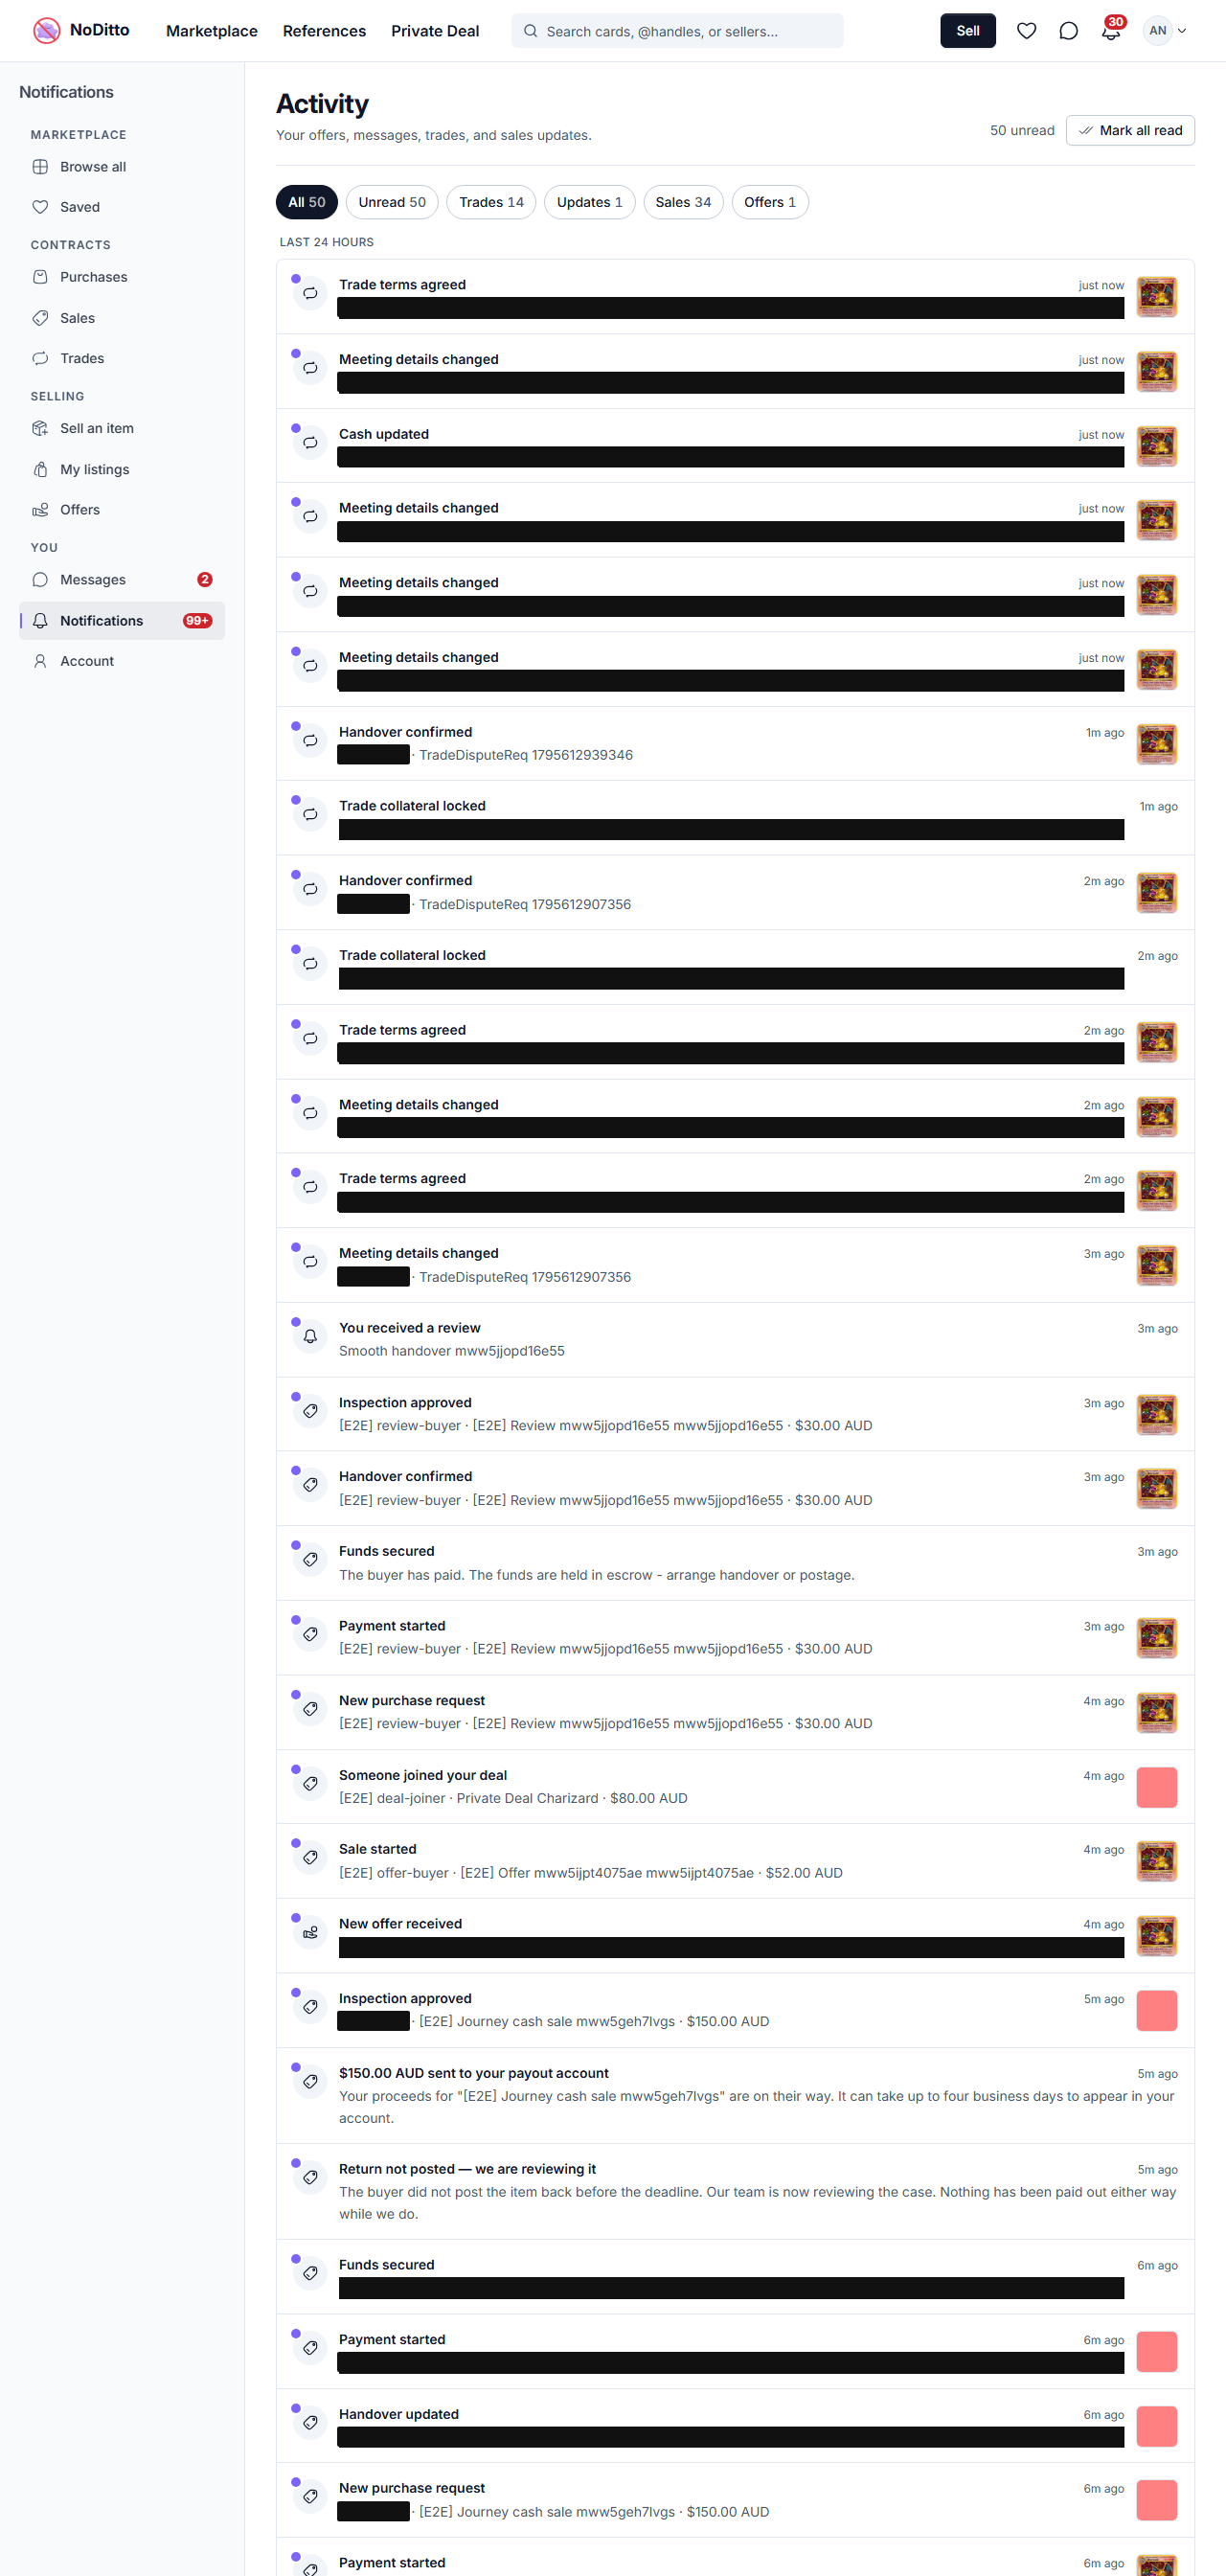 NoDitto
Marketplace
References
Private Deal
Search cards, @handles, or sellers...
Sell
30
AN
Notifications
MARKETPLACE
Browse all
Saved
CONTRACTS
Purchases
Sales
Trades
SELLING
Sell an item
My listings
Offers
YOU
Messages 2
Notifications 99+
Account
Activity
Your offers, messages, trades, and sales updates.
50 unread
Mark all read
All 50
Unread 50
Trades 14
Updates 1
Sales 34
Offers 1
LAST 24 HOURS
Trade terms agreed
just now
Meeting details changed
just now
Cash updated
just now
Meeting details changed
just now
Meeting details changed
just now
Meeting details changed
just now
Handover confirmed
1m ago
· TradeDisputeReq 1795612939346
Trade collateral locked
1m ago
Handover confirmed
2m ago
· TradeDisputeReq 1795612907356
Trade collateral locked
2m ago
Trade terms agreed
2m ago
Meeting details changed
2m ago
Trade terms agreed
2m ago
Meeting details changed
3m ago
· TradeDisputeReq 1795612907356
You received a review
3m ago
Smooth handover mww5jjopd16e55
Inspection approved
3m ago
[E2E] review-buyer · [E2E] Review mww5jjopd16e55 mww5jjopd16e55 · $30.00 AUD
Handover confirmed
3m ago
[E2E] review-buyer · [E2E] Review mww5jjopd16e55 mww5jjopd16e55 · $30.00 AUD
Funds secured
3m ago
The buyer has paid. The funds are held in escrow - arrange handover or postage.
Payment started
3m ago
[E2E] review-buyer · [E2E] Review mww5jjopd16e55 mww5jjopd16e55 · $30.00 AUD
New purchase request
4m ago
[E2E] review-buyer · [E2E] Review mww5jjopd16e55 mww5jjopd16e55 · $30.00 AUD
Someone joined your deal
4m ago
[E2E] deal-joiner · Private Deal Charizard · $80.00 AUD
Sale started
4m ago
[E2E] offer-buyer · [E2E] Offer mww5ijpt4075ae mww5ijpt4075ae · $52.00 AUD
New offer received
4m ago
Inspection approved
5m ago
· [E2E] Journey cash sale mww5geh7lvgs · $150.00 AUD
$150.00 AUD sent to your payout account
5m ago
Your proceeds for "[E2E] Journey cash sale mww5geh7lvgs" are on their way. It can take up to four business days to appear in your
account.
Return not posted — we are reviewing it
5m ago
The buyer did not post the item back before the deadline. Our team is now reviewing the case. Nothing has been paid out either way
while we do.
Funds secured
6m ago
Payment started
6m ago
Handover updated
6m ago
New purchase request
6m ago
· [E2E] Journey cash sale mww5geh7lvgs · $150.00 AUD
Payment started
6m ago